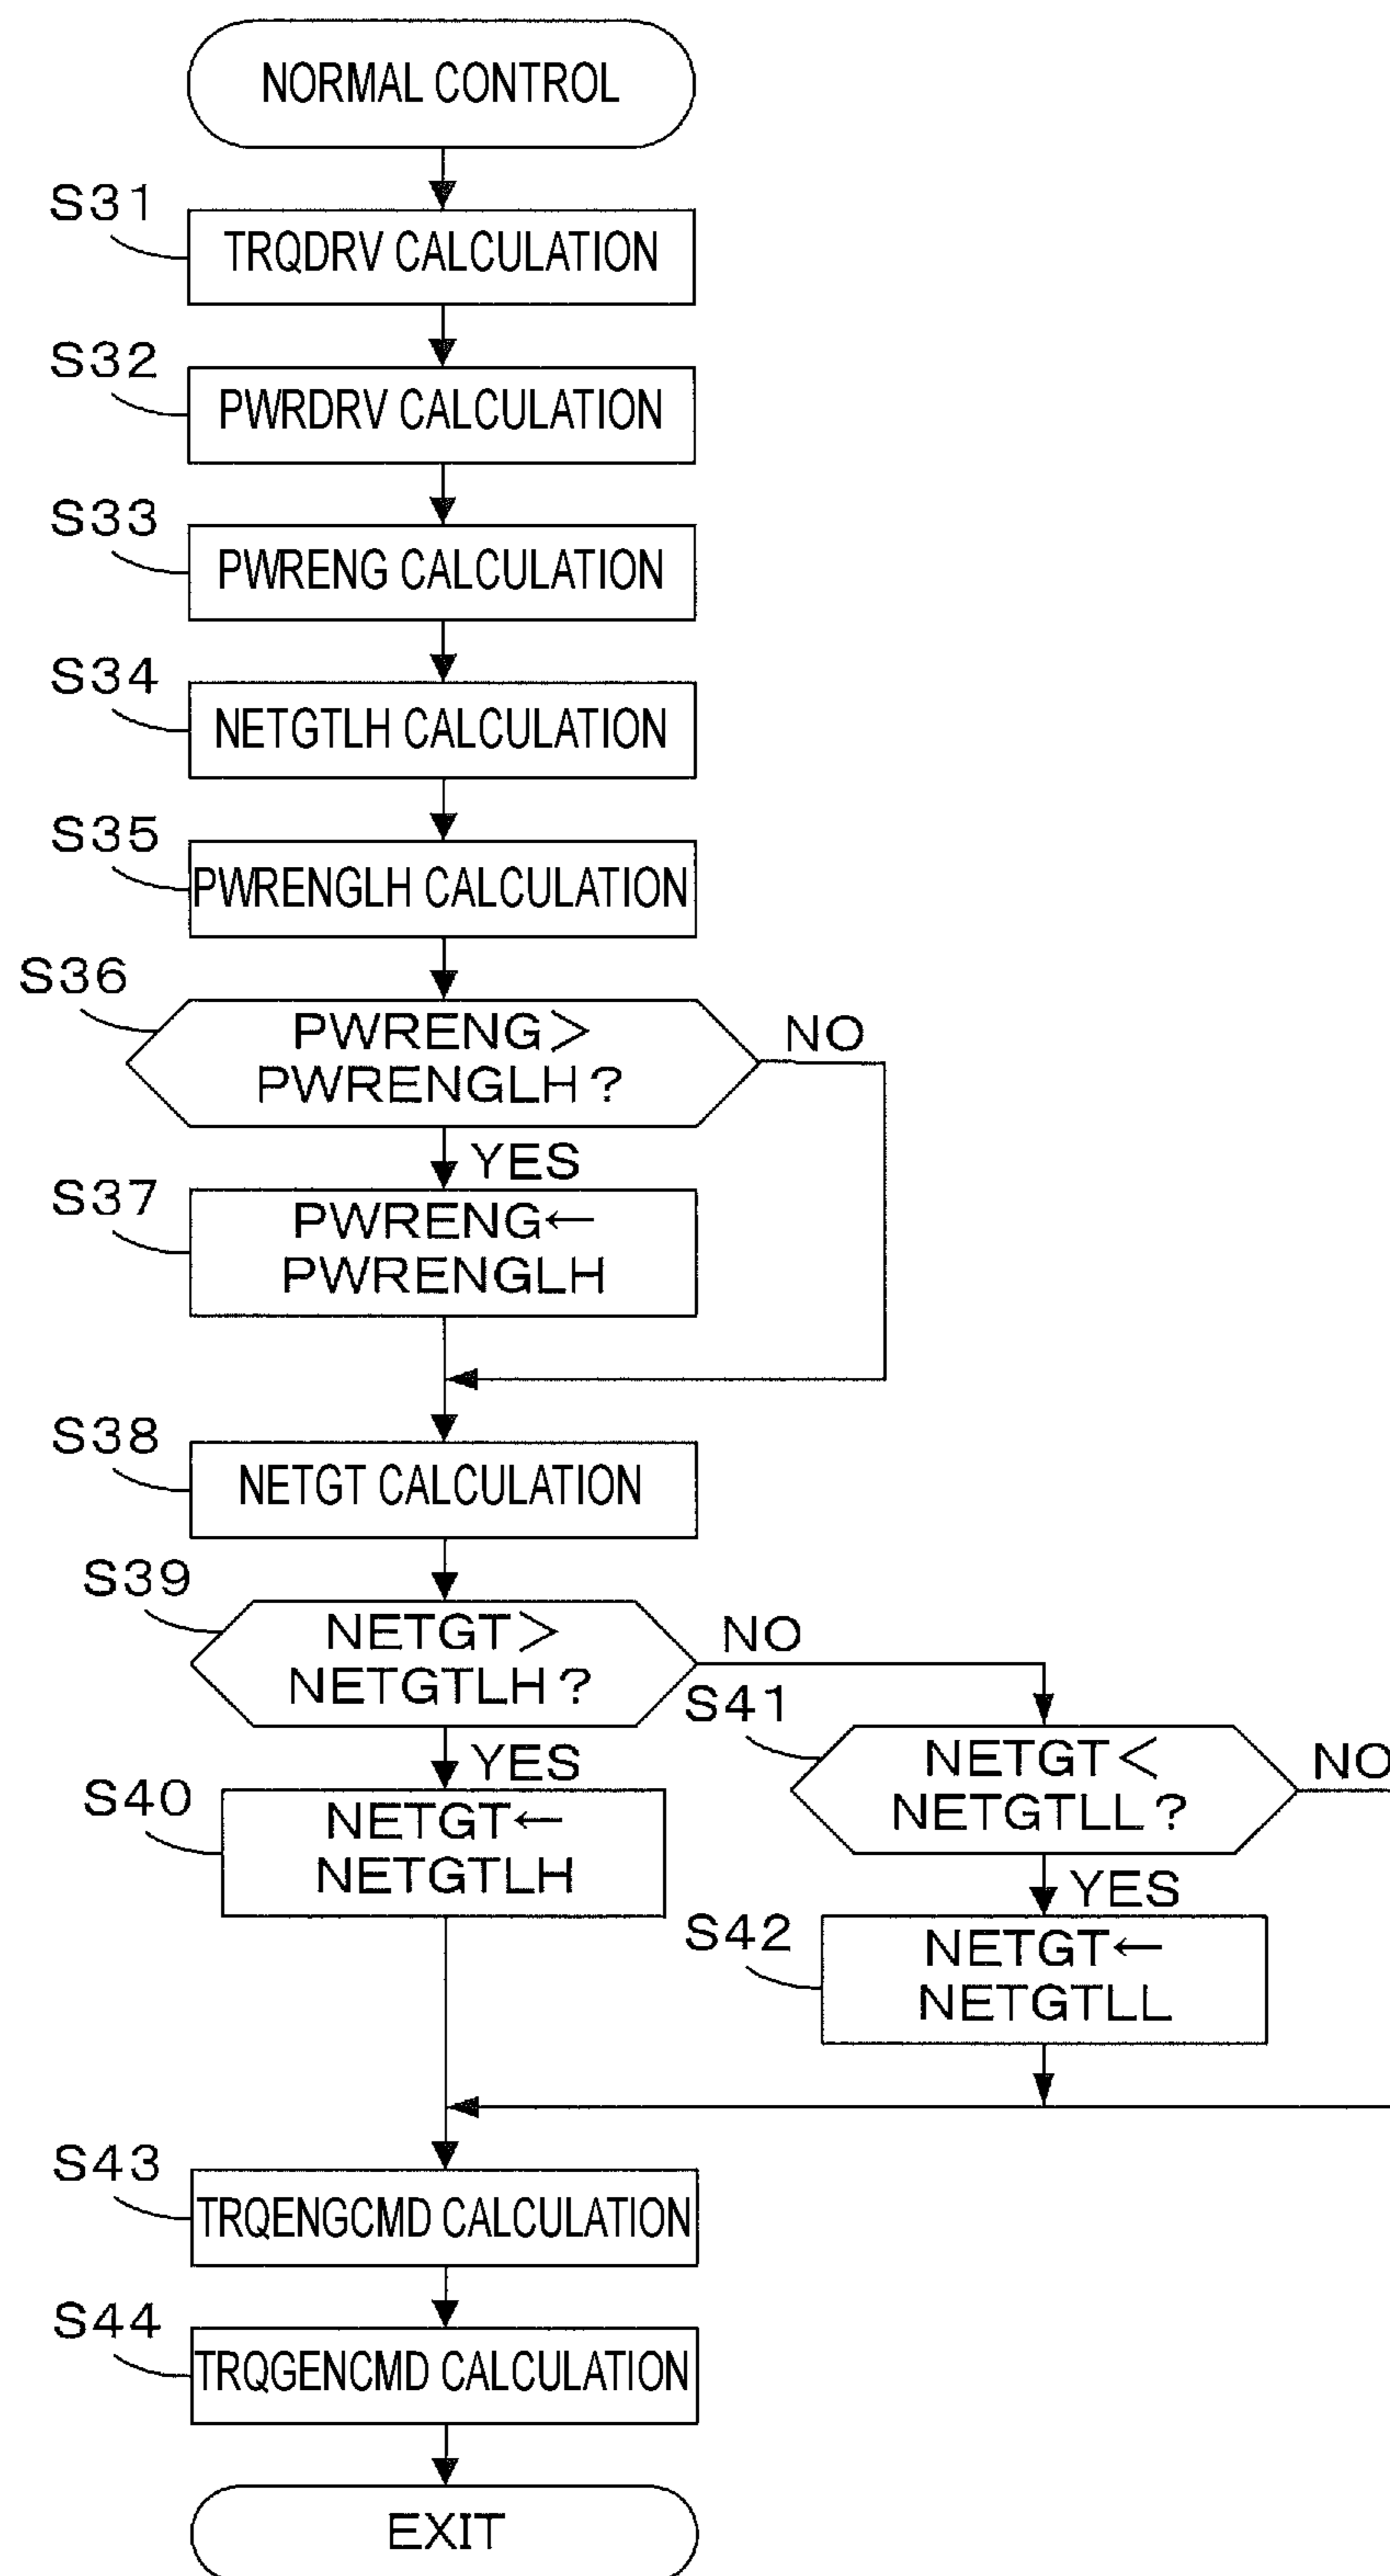 NORMAL CONTROL
S31
TRQDRV CALCULATION
S32
PWRDRV CALCULATION
S33
PWRENG CALCULATION
S34
NETGTLH CALCULATION
S35
PWRENGLH CALCULATION
S36
PWRENG>
PWRENGLH?
NO
YES
S37
PWRENG←
PWRENGLH
S38
NETGT CALCULATION
S39
NETGT>
NETGTLH?
NO
YES
S40
NETGT←
NETGTLH
S41
NETGT<
NETGTLL?
NO
YES
S42
NETGT←
NETGTLL
S43
TRQENGCMD CALCULATION
S44
TRQGENCMD CALCULATION
EXIT